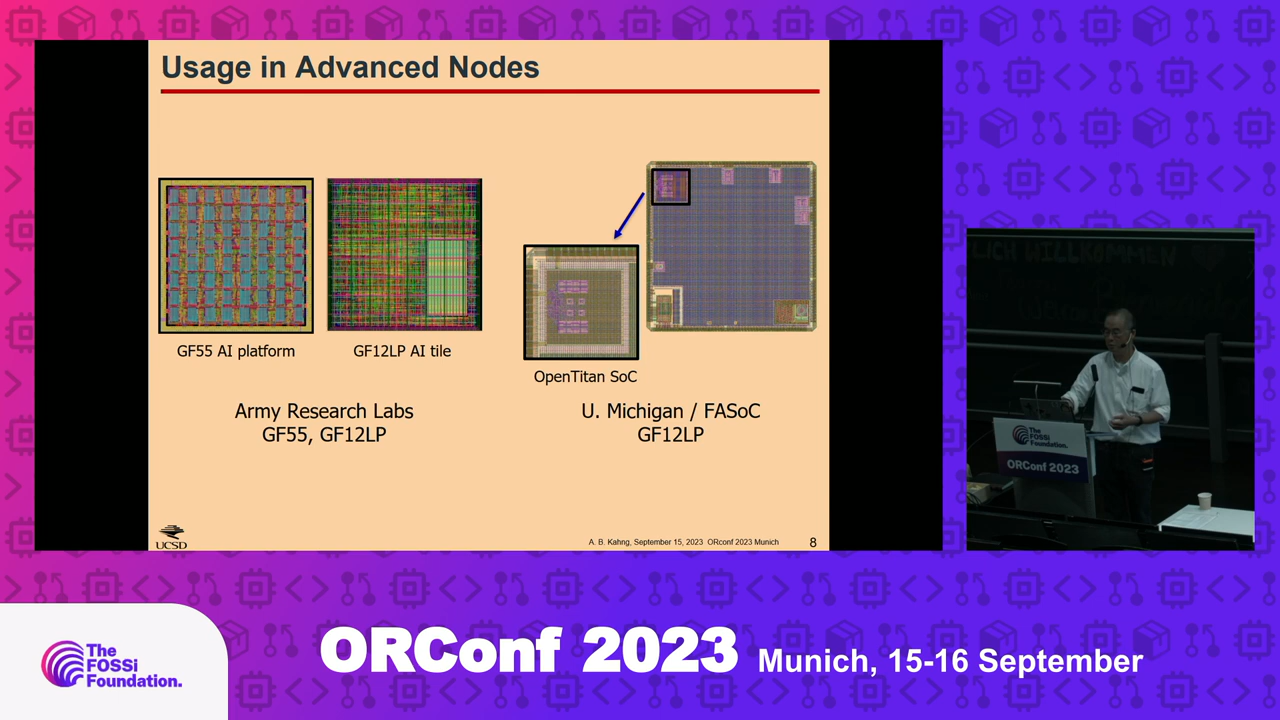 Usage in Advanced Nodes
GF55 AI platform
GF12LP AI tile
OpenTitan SoC
Army Research Labs
GF55, GF12LP
U. Michigan / FASoC
GF12LP
UCSD
A. B. Kahng, September 15, 2023 ORconf 2023 Munich
8
LICH WILLKOMMEN
The
FOSSi
Foundation.
ORConf 2023
The
FOSSi
Foundation.
ORConf 2023 Munich, 15-16 September